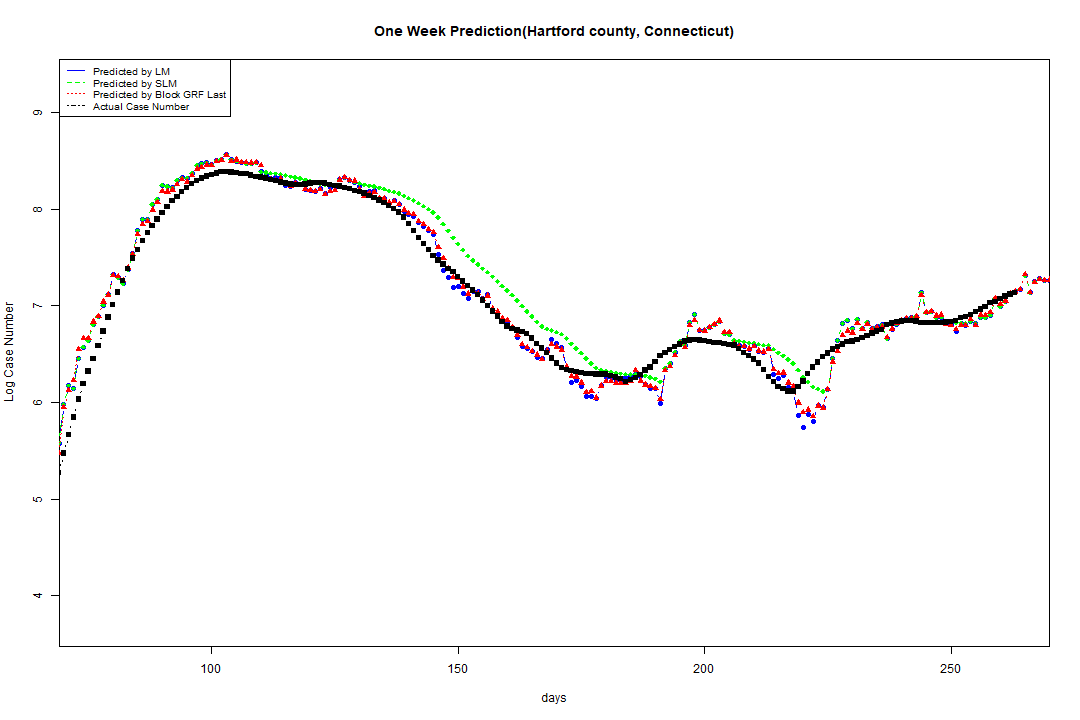 One Week Prediction(Hartford county, Connecticut)
Predicted by LM
Predicted by SLM
Predicted by Block GRF Last
Actual Case Number
9
8
7
6
5
4
Log Case Number
100
150
200
250
days